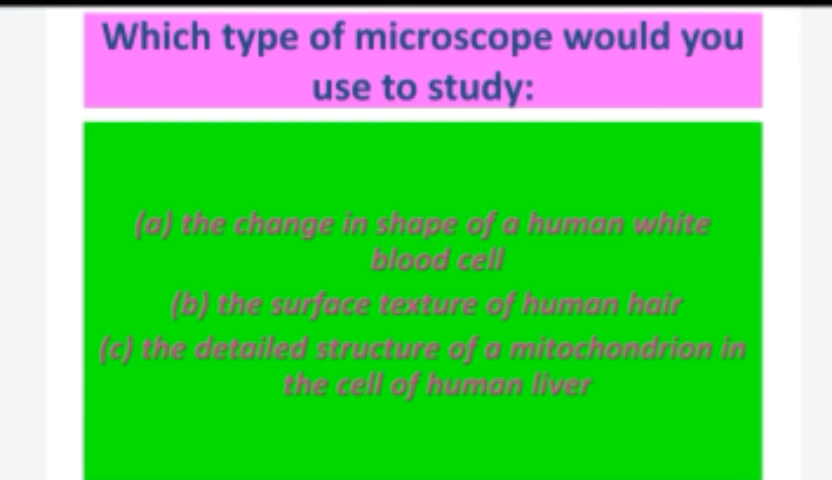 Which type of microscope would you
use to study:
(a) the change in shape of a human white
blood cell
(b) the surface texture of human hair
(c) the detailed structure of a mitochondrion in
the cell of human liver